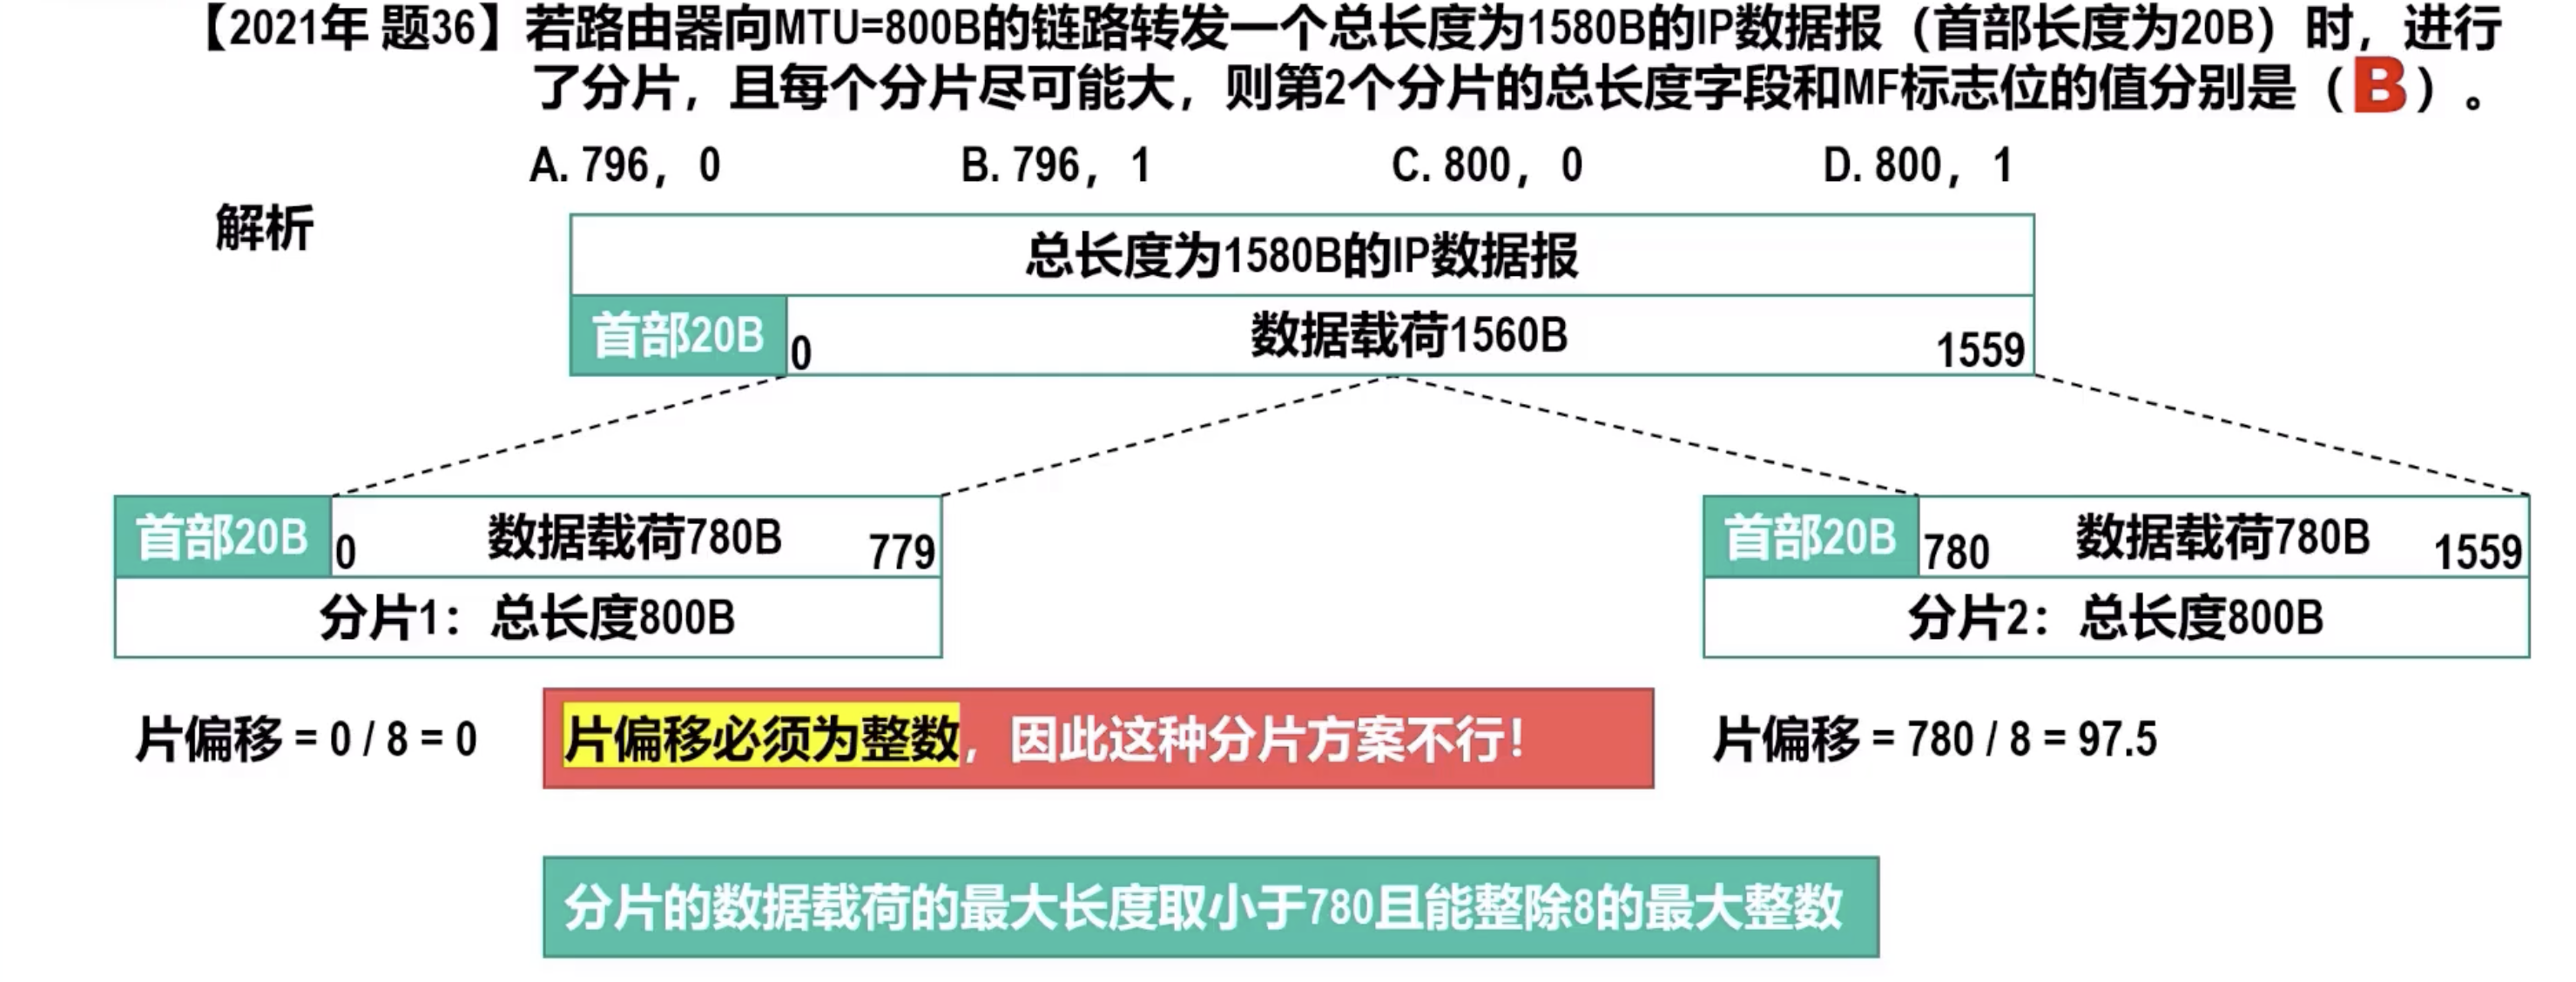 【2021年 题36】若路由器向MTU=800B的链路转发一个总长度为1580B的IP数据报（首部长度为20B）时，进行
了分片，且每个分片尽可能大，则第2个分片的总长度字段和MF标志位的值分别是（B）。
A. 796，0 B. 796，1 C. 800，0 D. 800，1
解析
总长度为1580B的IP数据报
首部20B 0 数据载荷1560B 1559
首部20B 0 数据载荷780B 779
分片1：总长度800B
首部20B 780 数据载荷780B 1559
分片2：总长度800B
片偏移 = 0 / 8 = 0
片偏移必须为整数，因此这种分片方案不行！
片偏移 = 780 / 8 = 97.5
分片的数据载荷的最大长度取小于780且能整除8的最大整数